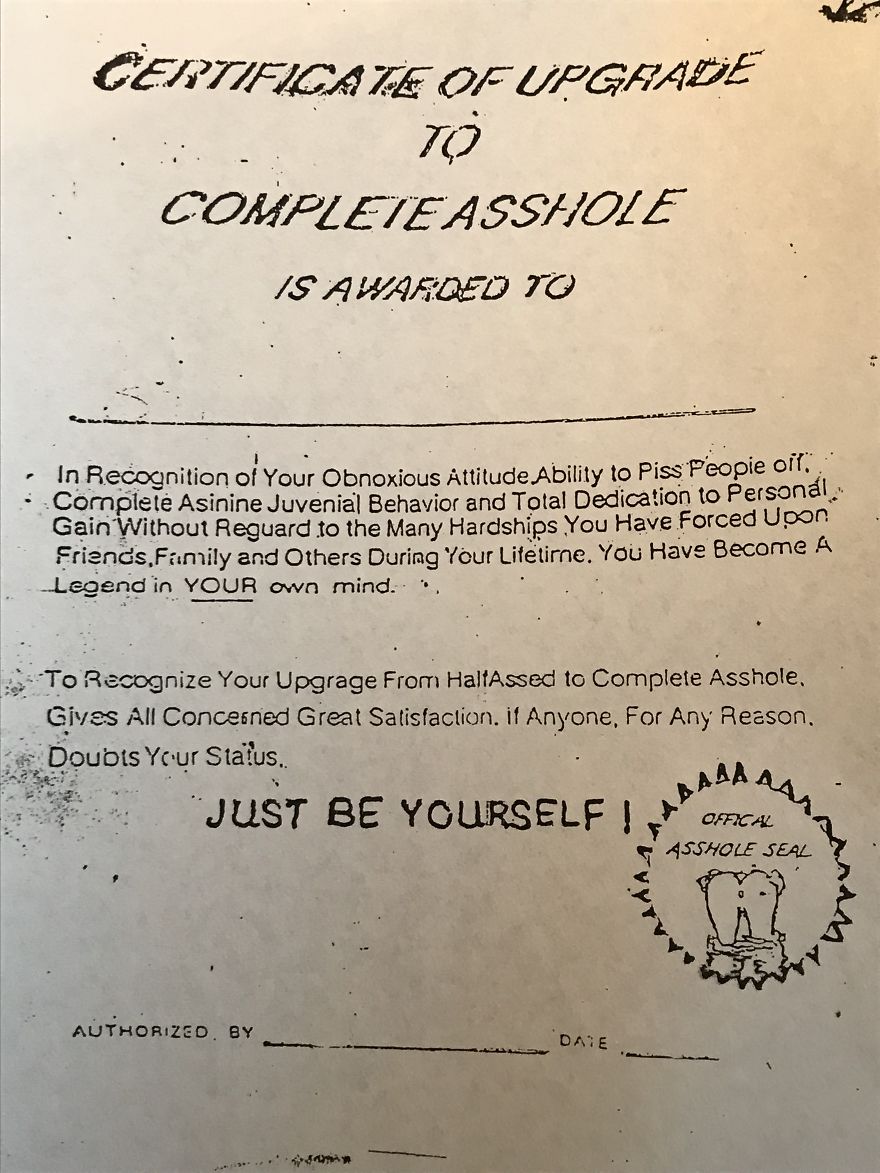 CERTIFICATE OF UPGRADE
TO
COMPLETE ASSHOLE
IS AWARDED TO
In Recognition of Your Obnoxious Attitude,Ability to Piss People off,
Complete Asinine Juvenial Behavior and Total Dedication to Personal
Gain Without Reguard to the Many Hardships You Have Forced Upon
Friends,Family and Others During Your Lifetime. You Have Become A
Legend in YOUR own mind.
To Recognize Your Upgrage From HalfAssed to Complete Asshole,
Gives All Concerned Great Satisfaction. If Anyone, For Any Reason,
Doubts Your Status,
JUST BE YOURSELF !
OFFICAL
ASSHOLE SEAL
AUTHORIZED BY DATE